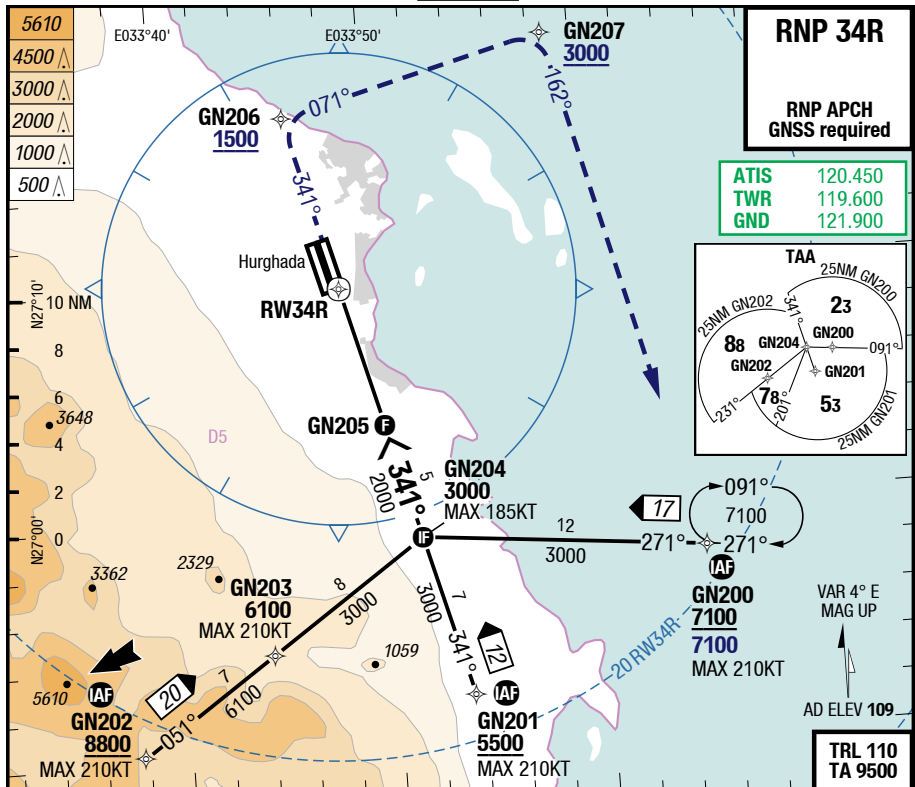 5610
4500
3000
2000
1000
500
E033°40'
E033°50'
GN207
3000
RNP 34R
RNP APCH
GNSS required
071°
162°
GN206
1500
341°
ATIS 120.450
TWR 119.600
GND 121.900
Hurghada
RW34R
TAA
25NM GN200
25NM GN202
341°
23
GN204
GN200
88
091°
GN202
GN201
78
53
231°
201°
25NM GN201
N27°10'
10 NM
8
6
4
2
0
N27°00'
3648
D5
GN205
F
5
341°
2000
GN204
3000
MAX 185KT
IF
17
091°
7100
12
3000
271°
271°
IAF
GN200
7100
7100
MAX 210KT
3362
2329
GN203
6100
MAX 210KT
8
3000
7
3000
341°
12
1059
20 RW34R
VAR 4° E
MAG UP
5610
IAF
GN202
8800
MAX 210KT
20
7
6100
051°
IAF
GN201
5500
MAX 210KT
AD ELEV 109
TRL 110
TA 9500